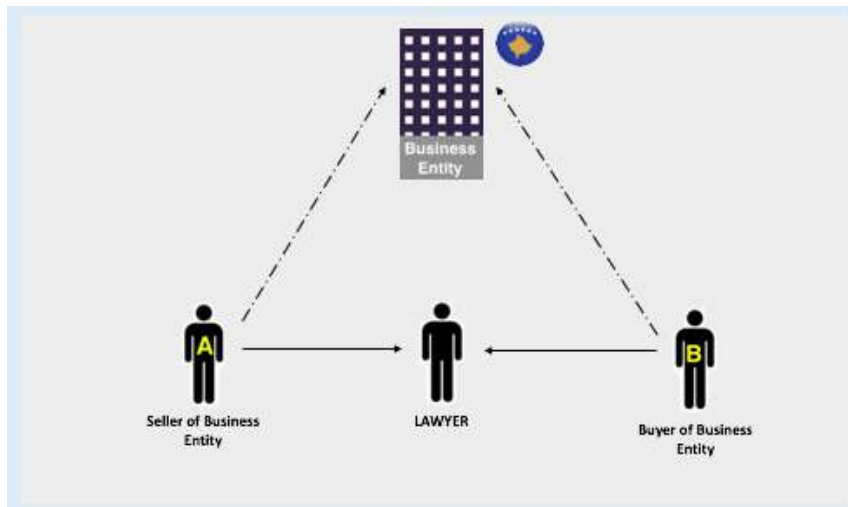 Business
Entity
A
B
Seller of Business
Entity
LAWYER
Buyer of Business
Entity